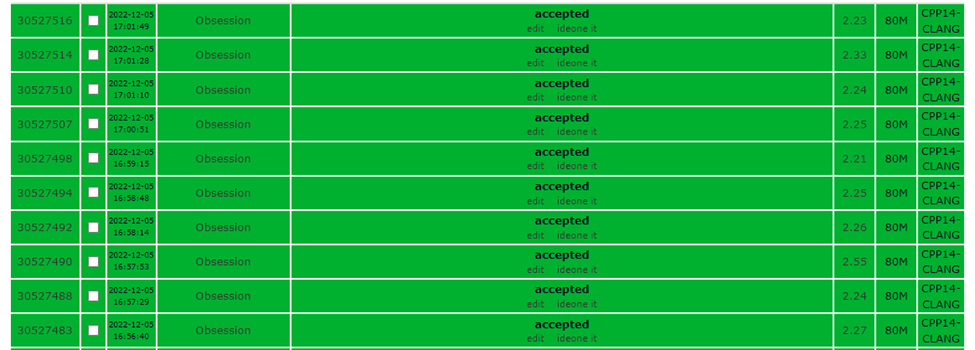 30527516 2022-12-05 17:01:49 Obsession accepted edit ideone it 2.23 80M CPP14-CLANG
30527514 2022-12-05 17:01:28 Obsession accepted edit ideone it 2.33 80M CPP14-CLANG
30527510 2022-12-05 17:01:10 Obsession accepted edit ideone it 2.24 80M CPP14-CLANG
30527507 2022-12-05 17:00:51 Obsession accepted edit ideone it 2.25 80M CPP14-CLANG
30527498 2022-12-05 16:59:15 Obsession accepted edit ideone it 2.21 80M CPP14-CLANG
30527494 2022-12-05 16:58:48 Obsession accepted edit ideone it 2.25 80M CPP14-CLANG
30527492 2022-12-05 16:58:14 Obsession accepted edit ideone it 2.26 80M CPP14-CLANG
30527490 2022-12-05 16:57:53 Obsession accepted edit ideone it 2.55 80M CPP14-CLANG
30527488 2022-12-05 16:57:29 Obsession accepted edit ideone it 2.24 80M CPP14-CLANG
30527483 2022-12-05 16:56:40 Obsession accepted edit ideone it 2.27 80M CPP14-CLANG